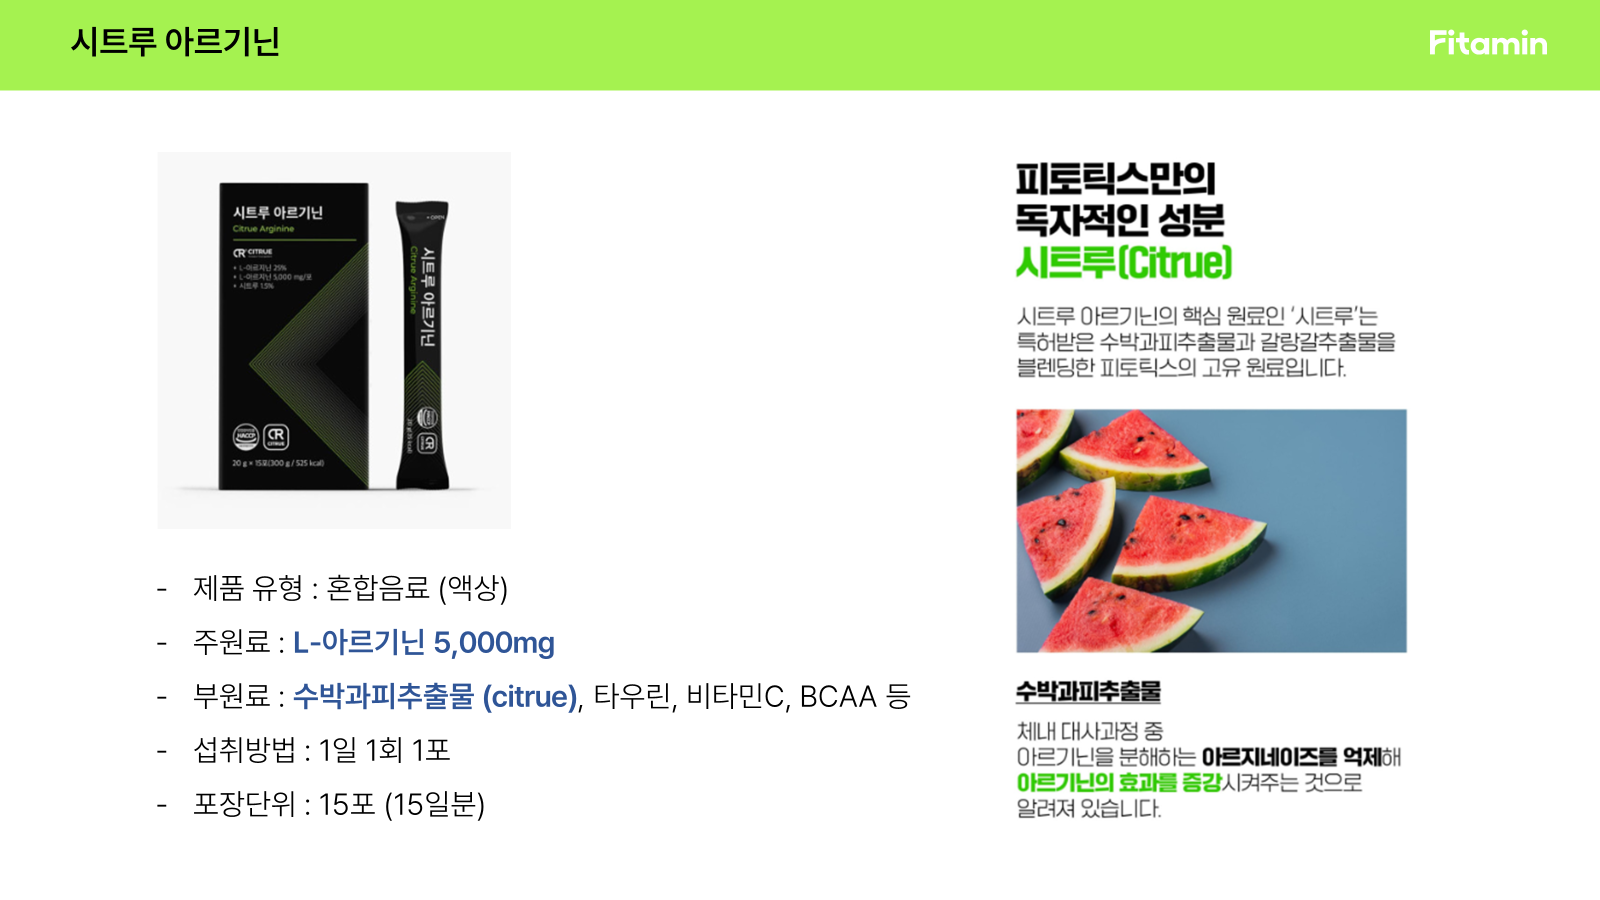 시트루 아르기닌
Fitamin
시트루 아르기닌
Citrue Arginine
CR CITRUE
+ L-아르지닌 25%
+ L-아르지닌 5,000 mg/포
+ 시트루 1.5%
HACCP
CR
CITRUE
20 g × 15포(300 g / 525 kcal)
OPEN
시트루 아르기닌
Citrue Arginine
- 제품 유형 : 혼합음료 (액상)
- 주원료 : L-아르기닌 5,000mg
- 부원료 : 수박과피추출물 (citrue), 타우린, 비타민C, BCAA 등
- 섭취방법 : 1일 1회 1포
- 포장단위 : 15포 (15일분)
피토틱스만의
독자적인 성분
시트루(Citrue)
시트루 아르기닌의 핵심 원료인 ‘시트루’는
특허받은 수박과피추출물과 갈랑갈추출물을
블렌딩한 피토틱스의 고유 원료입니다.
수박과피추출물
체내 대사과정 중
아르기닌을 분해하는 아르지네이즈를 억제해
아르기닌의 효과를 증강시켜주는 것으로
알려져 있습니다.